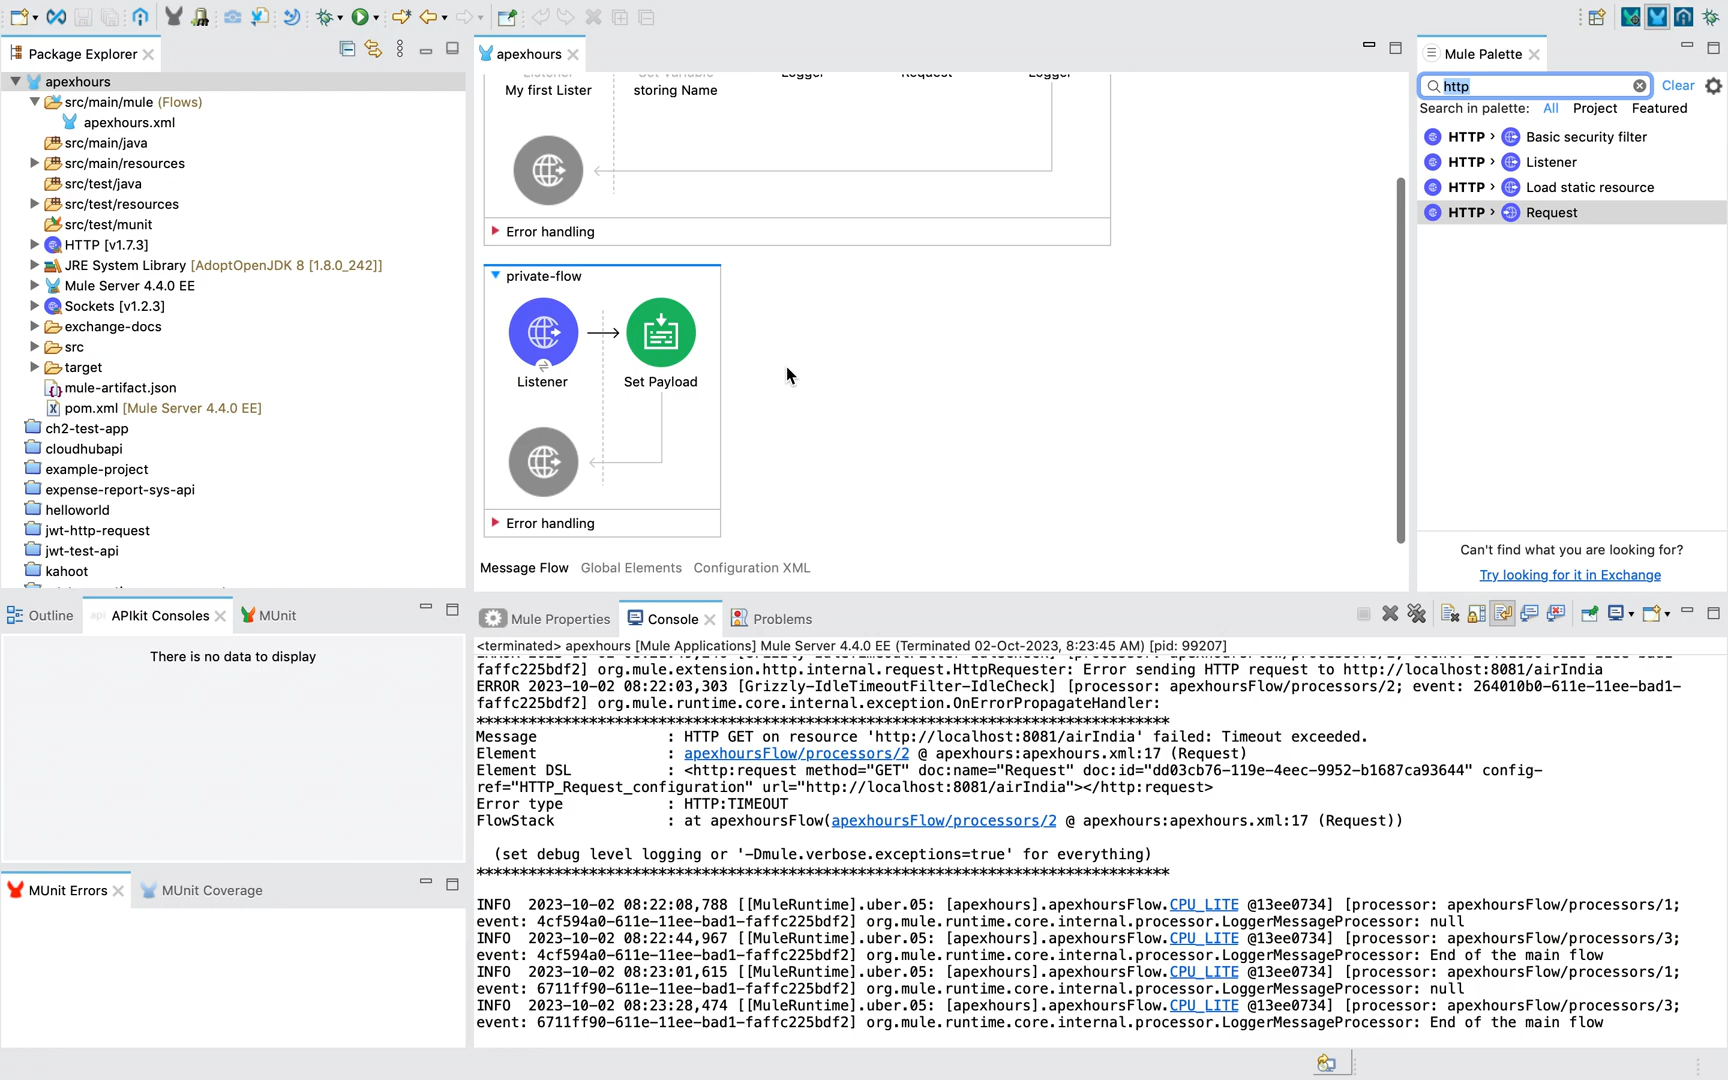 Package Explorer
apexhours
src/main/mule (Flows)
apexhours.xml
src/main/java
src/main/resources
src/test/java
src/test/resources
src/test/munit
HTTP [v1.7.3]
JRE System Library [AdoptOpenJDK 8 [1.8.0_242]]
Mule Server 4.4.0 EE
Sockets [v1.2.3]
exchange-docs
src
target
mule-artifact.json
pom.xml [Mule Server 4.4.0 EE]
ch2-test-app
cloudhubapi
example-project
expense-report-sys-api
helloworld
jwt-http-request
jwt-test-api
kahoot
Outline
api APIkit Consoles
MUnit
There is no data to display
MUnit Errors
MUnit Coverage
apexhours
Listener Set Variable Logger Request Logger
My first Lister storing Name
Error handling
private-flow
Listener Set Payload
Error handling
Message Flow Global Elements Configuration XML
Mule Palette
http
Clear
Search in palette: All Project Featured
HTTP > Basic security filter
HTTP > Listener
HTTP > Load static resource
HTTP > Request
Can't find what you are looking for?
Try looking for it in Exchange
Mule Properties
Console
Problems
<terminated> apexhours [Mule Applications] Mule Server 4.4.0 EE (Terminated 02-Oct-2023, 8:23:45 AM) [pid: 99207]
faffc225bdf2] org.mule.extension.http.internal.request.HttpRequester: Error sending HTTP request to http://localhost:8081/airIndia
ERROR 2023-10-02 08:22:03,303 [Grizzly-IdleTimeoutFilter-IdleCheck] [processor: apexhoursFlow/processors/2; event: 264010b0-611e-11ee-bad1-
faffc225bdf2] org.mule.runtime.core.internal.exception.OnErrorPropagateHandler:
********************************************************************************
Message : HTTP GET on resource 'http://localhost:8081/airIndia' failed: Timeout exceeded.
Element : apexhoursFlow/processors/2 @ apexhours:apexhours.xml:17 (Request)
Element DSL : <http:request method="GET" doc:name="Request" doc:id="dd03cb76-119e-4eec-9952-b1687ca93644" config-
ref="HTTP_Request_configuration" url="http://localhost:8081/airIndia"></http:request>
Error type : HTTP:TIMEOUT
FlowStack : at apexhoursFlow(apexhoursFlow/processors/2 @ apexhours:apexhours.xml:17 (Request))
(set debug level logging or '-Dmule.verbose.exceptions=true' for everything)
********************************************************************************
INFO 2023-10-02 08:22:08,788 [[MuleRuntime].uber.05: [apexhours].apexhoursFlow.CPU_LITE @13ee0734] [processor: apexhoursFlow/processors/1;
event: 4cf594a0-611e-11ee-bad1-faffc225bdf2] org.mule.runtime.core.internal.processor.LoggerMessageProcessor: null
INFO 2023-10-02 08:22:44,967 [[MuleRuntime].uber.05: [apexhours].apexhoursFlow.CPU_LITE @13ee0734] [processor: apexhoursFlow/processors/3;
event: 4cf594a0-611e-11ee-bad1-faffc225bdf2] org.mule.runtime.core.internal.processor.LoggerMessageProcessor: End of the main flow
INFO 2023-10-02 08:23:01,615 [[MuleRuntime].uber.05: [apexhours].apexhoursFlow.CPU_LITE @13ee0734] [processor: apexhoursFlow/processors/1;
event: 6711ff90-611e-11ee-bad1-faffc225bdf2] org.mule.runtime.core.internal.processor.LoggerMessageProcessor: null
INFO 2023-10-02 08:23:28,474 [[MuleRuntime].uber.05: [apexhours].apexhoursFlow.CPU_LITE @13ee0734] [processor: apexhoursFlow/processors/3;
event: 6711ff90-611e-11ee-bad1-faffc225bdf2] org.mule.runtime.core.internal.processor.LoggerMessageProcessor: End of the main flow